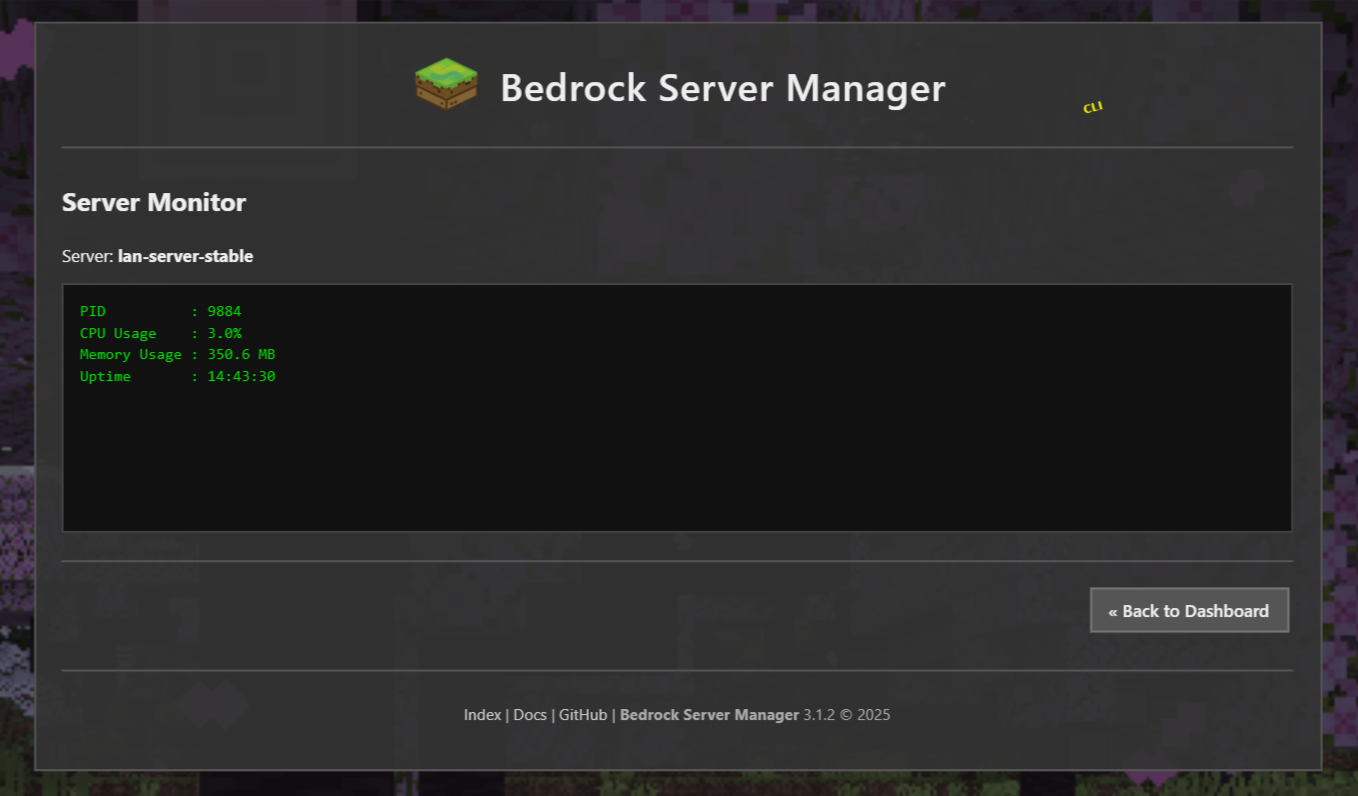 Bedrock Server Manager
CLI
Server Monitor
Server: lan-server-stable
PID          : 9884
CPU Usage    : 3.0%
Memory Usage : 350.6 MB
Uptime       : 14:43:30
« Back to Dashboard
Index | Docs | GitHub | Bedrock Server Manager 3.1.2 © 2025